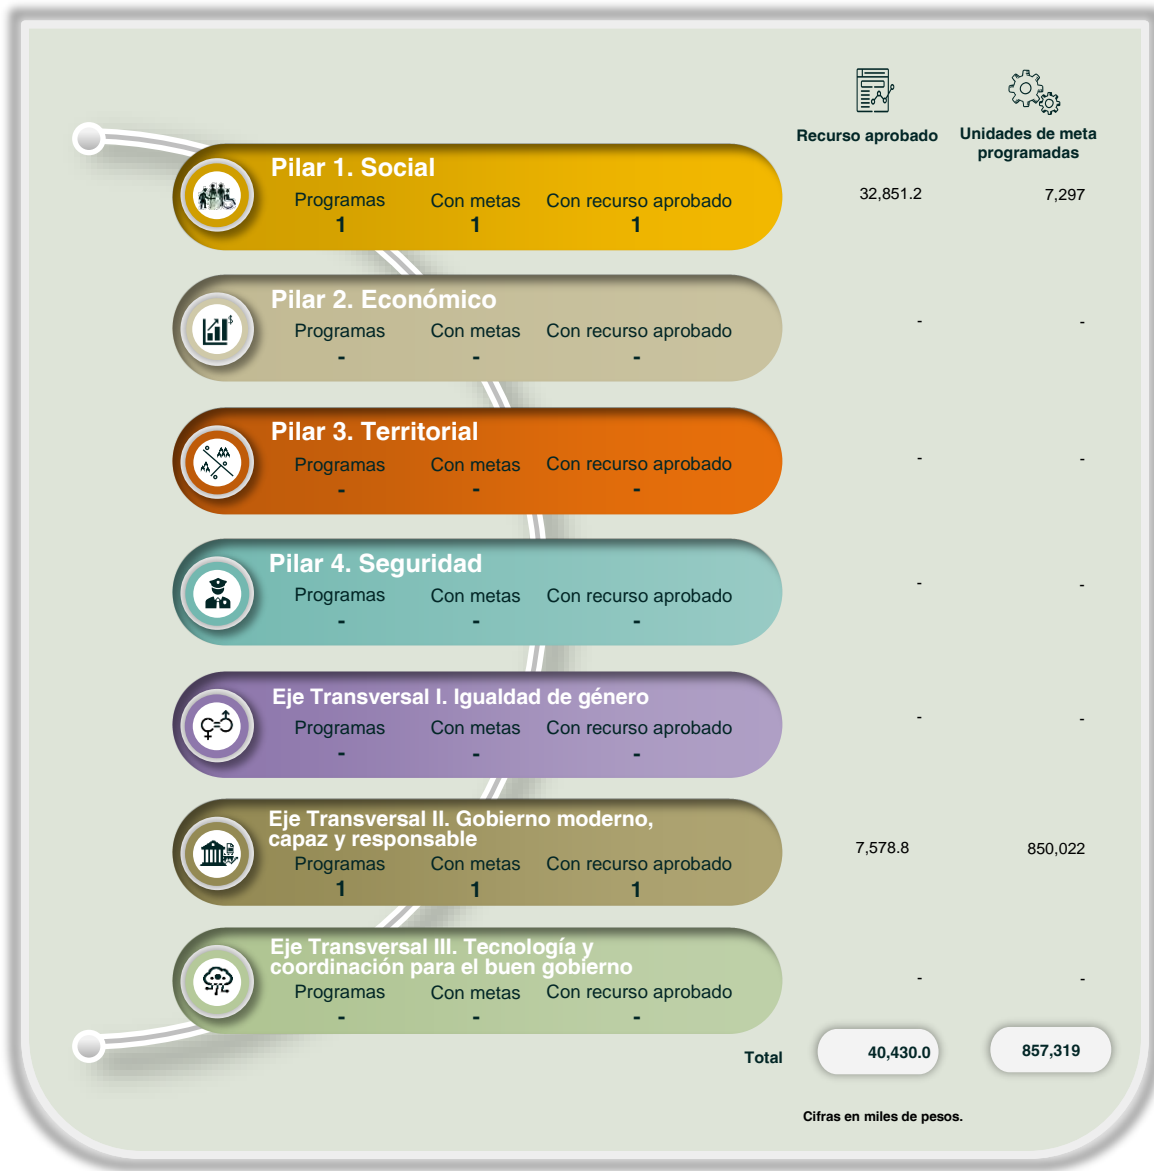 Recurso aprobado
Unidades de meta
programadas
Pilar 1. Social
Programas Con metas Con recurso aprobado
1 1 1
32,851.2 7,297
Pilar 2. Económico
Programas Con metas Con recurso aprobado
- - -
- -
Pilar 3. Territorial
Programas Con metas Con recurso aprobado
- - -
- -
Pilar 4. Seguridad
Programas Con metas Con recurso aprobado
- - -
- -
Eje Transversal I. Igualdad de género
Programas Con metas Con recurso aprobado
- - -
- -
Eje Transversal II. Gobierno moderno,
capaz y responsable
Programas Con metas Con recurso aprobado
1 1 1
7,578.8 850,022
Eje Transversal III. Tecnología y
coordinación para el buen gobierno
Programas Con metas Con recurso aprobado
- - -
- -
Total 40,430.0 857,319
Cifras en miles de pesos.